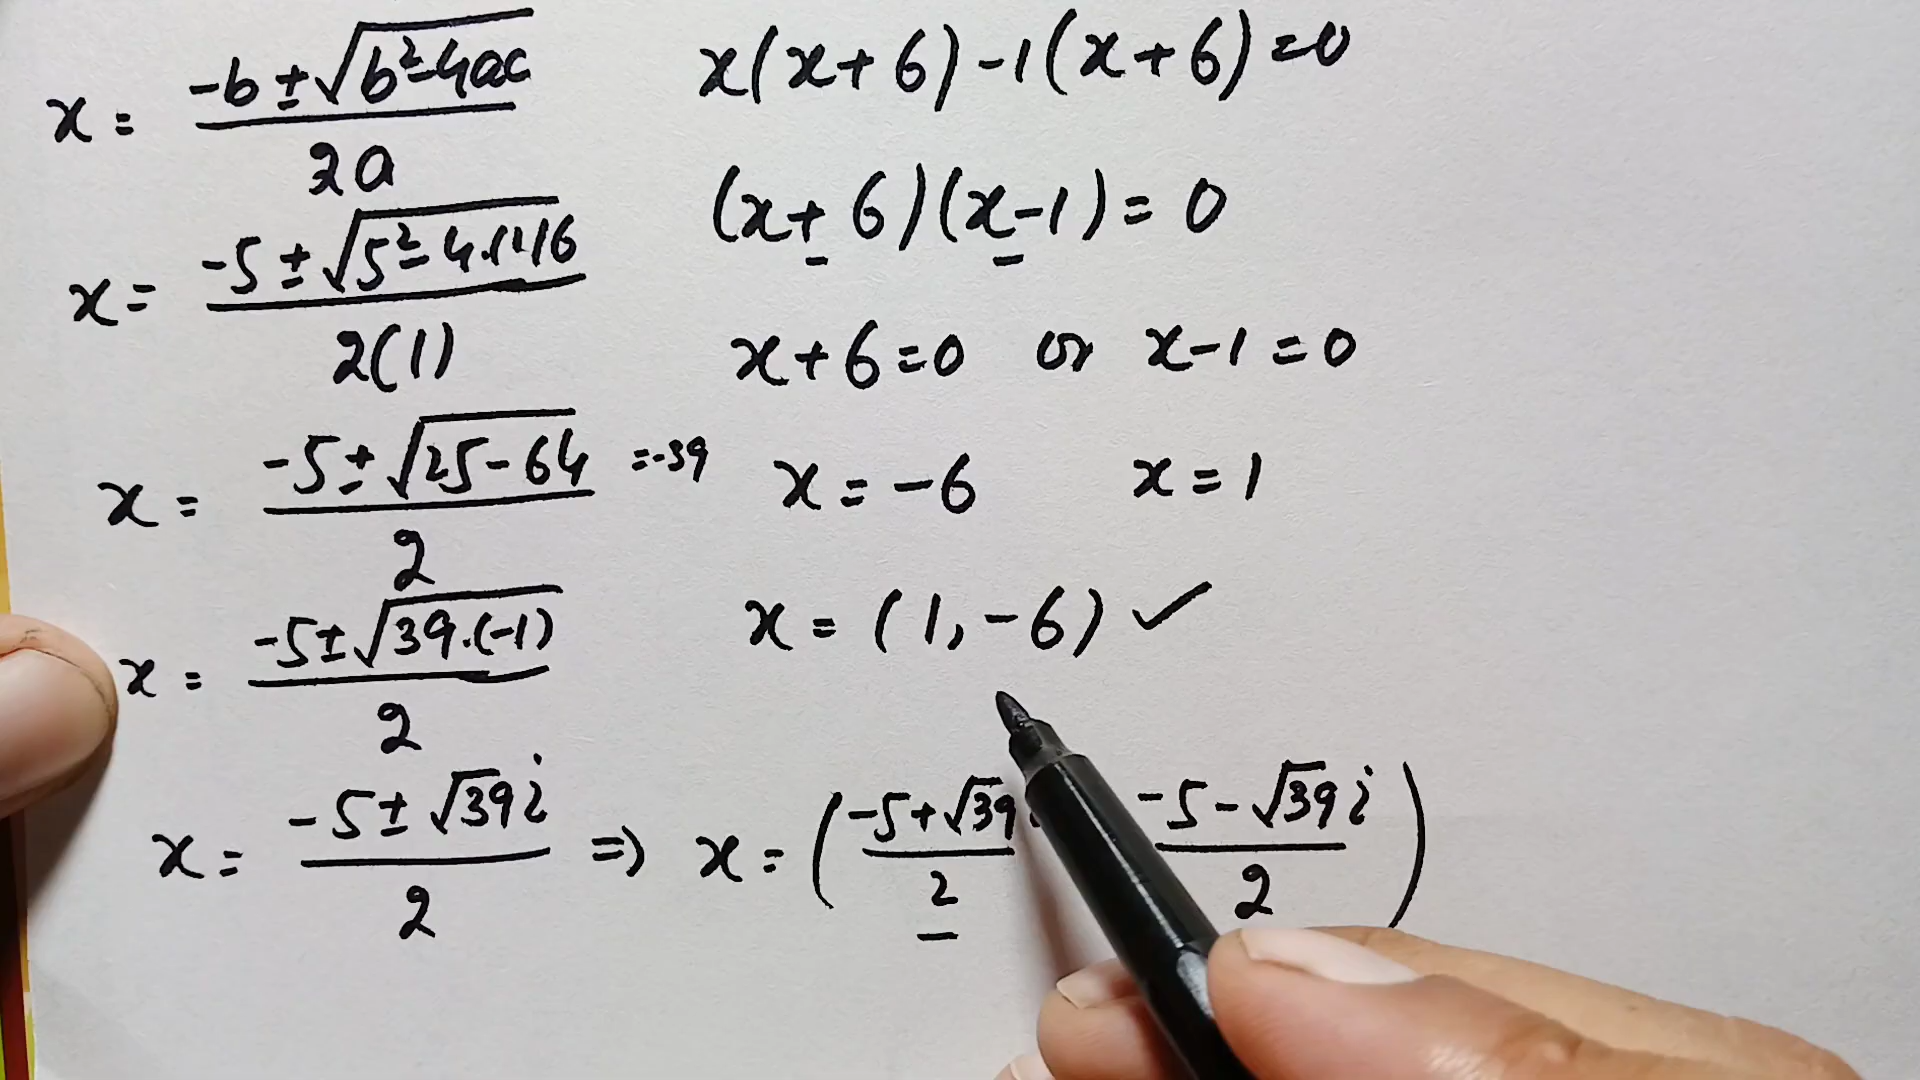 x = (-b ± √(b² - 4ac)) / 2a
x = (-5 ± √(5² - 4.1.16)) / 2(1)
x = (-5 ± √(25 - 64)) / 2 = -39
x = (-5 ± √(39.(-1))) / 2
x = (-5 ± √39 i) / 2 ⇒ x = ((-5 + √39) / 2 (-5 - √39 i) / 2)
x(x+6) -1(x+6) = 0
(x+6)(x-1) = 0
x+6=0 or x-1=0
x = -6 x = 1
x = (1, -6) ✓